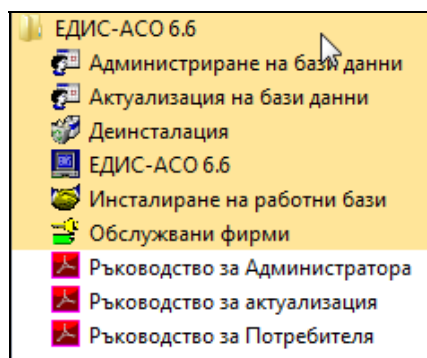 ЕДИС-АСО 6.6
Администриране на бази данни
Актуализация на бази данни
Деинсталация
ЕДИС-АСО 6.6
Инсталиране на работни бази
Обслужвани фирми
Ръководство за Администратора
Ръководство за актуализация
Ръководство за Потребителя